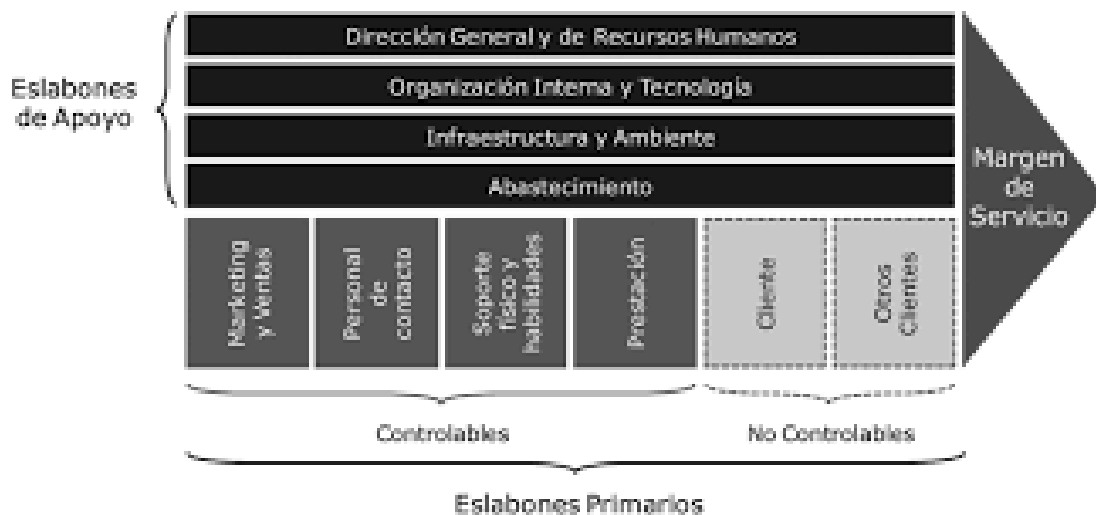 Dirección General y de Recursos Humanos
Organización Interna y Tecnología
Infraestructura y Ambiente
Abastecimiento
Eslabones
de Apoyo
Margen
de
Servicio
Marketing
y Ventas
Personal
de
contacto
Soporte
físico y
habilidades
Prestación
Cliente
Otros
Clientes
Controlables
No Controlables
Eslabones Primarios